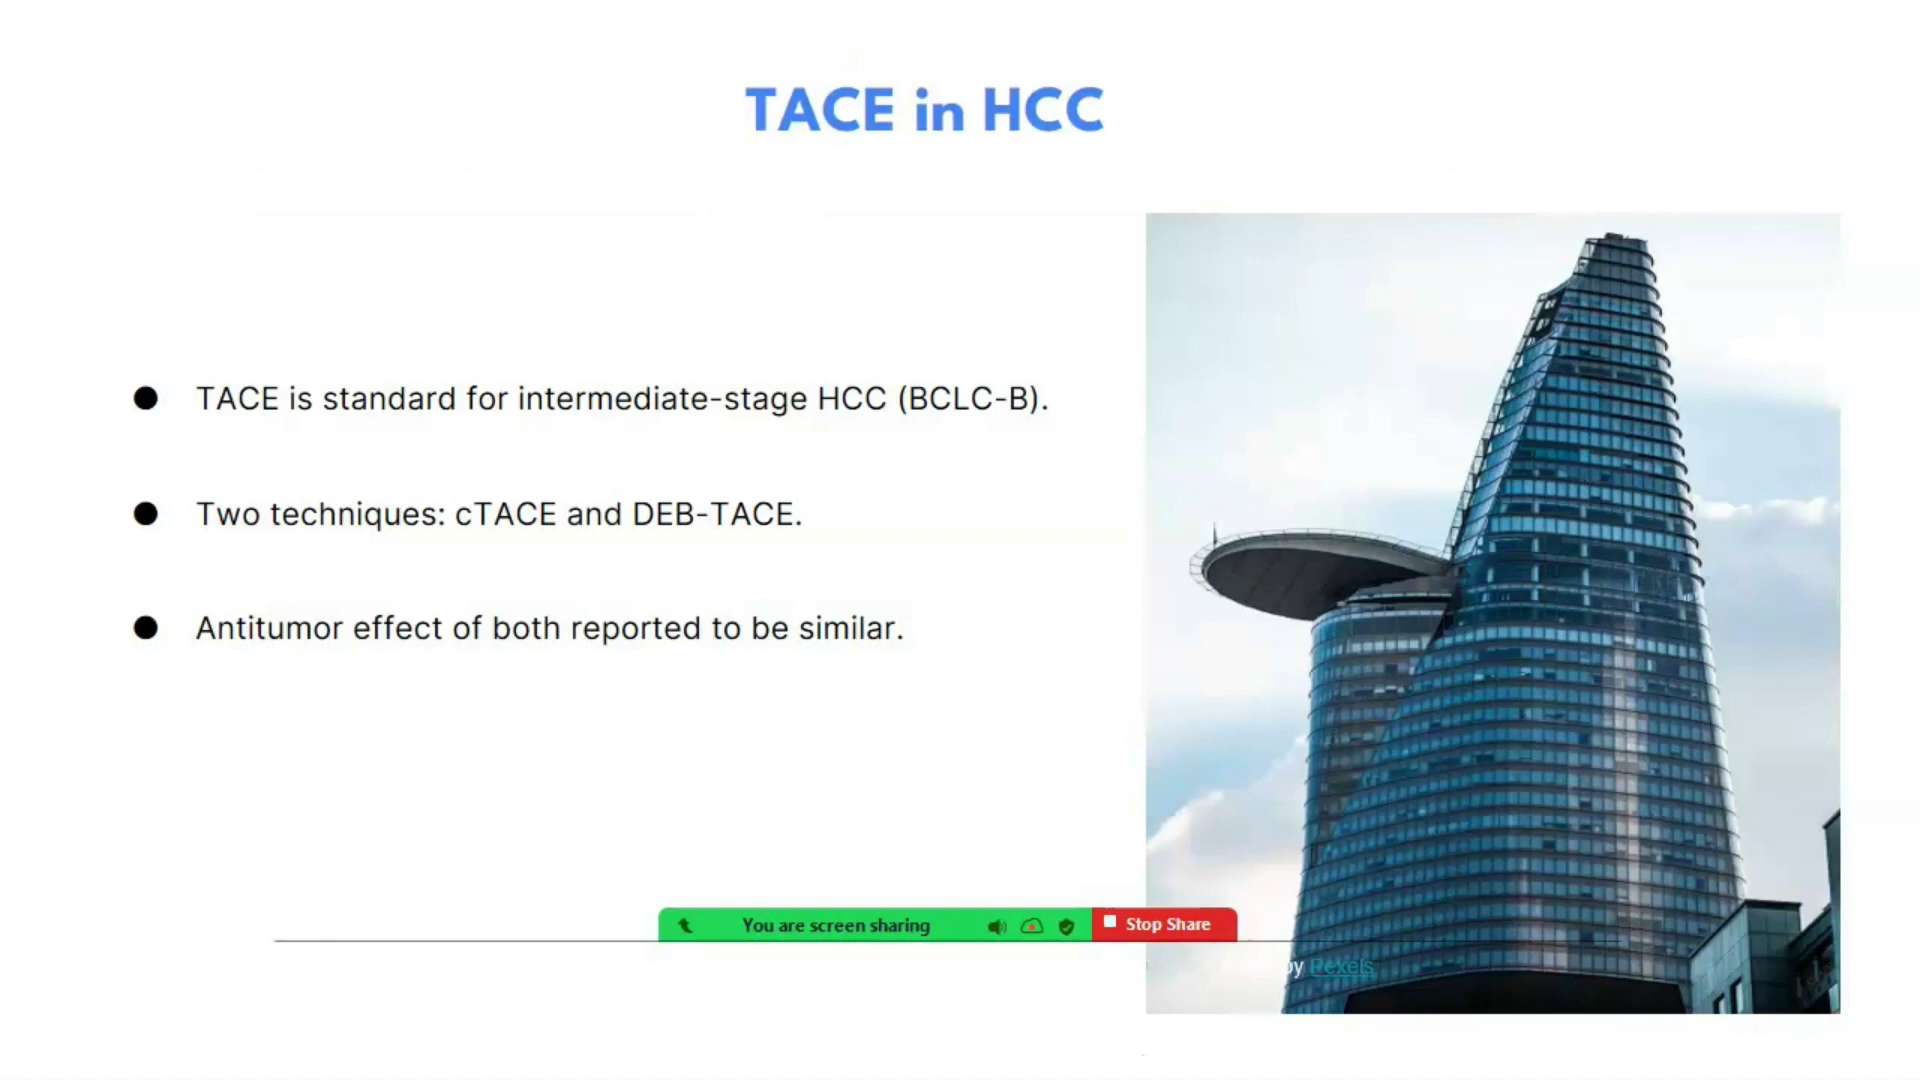 TACE in HCC
TACE is standard for intermediate-stage HCC (BCLC-B).
Two techniques: cTACE and DEB-TACE.
Antitumor effect of both reported to be similar.
You are screen sharing
Stop Share
by Pexels